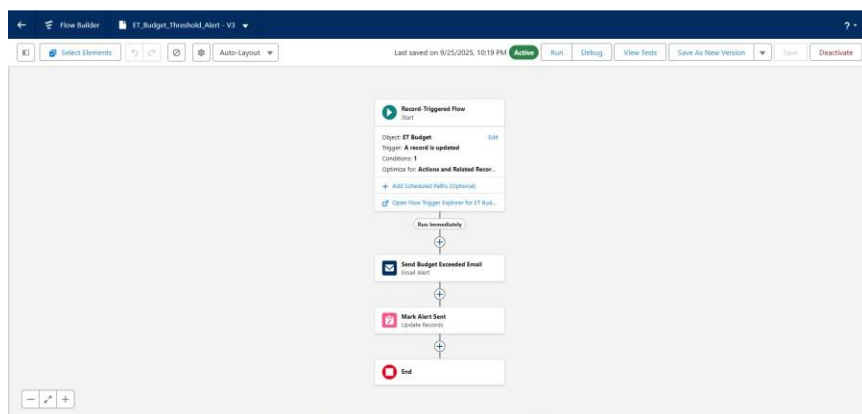 Flow Builder ET_Budget_Threshold_Alert - V3 ?
Select Elements Auto-Layout Last saved on 9/25/2025, 10:19 PM Active Run Debug View Tests Save As New Version Save Deactivate
Record-Triggered Flow
Start
Object: ET Budget Edit
Trigger: A record is updated
Conditions: 1
Optimize for: Actions and Related Recor...
+ Add Scheduled Paths (Optional)
Open Flow Trigger Explorer for ET Bud...
Run Immediately
Send Budget Exceeded Email
Email Alert
Mark Alert Sent
Update Records
End